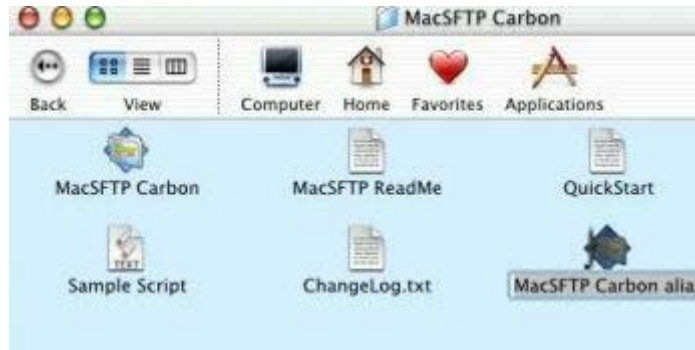 MacSFTP Carbon
Back View Computer Home Favorites Applications
MacSFTP Carbon MacSFTP ReadMe QuickStart
TEXT
Sample Script ChangeLog.txt MacSFTP Carbon alia